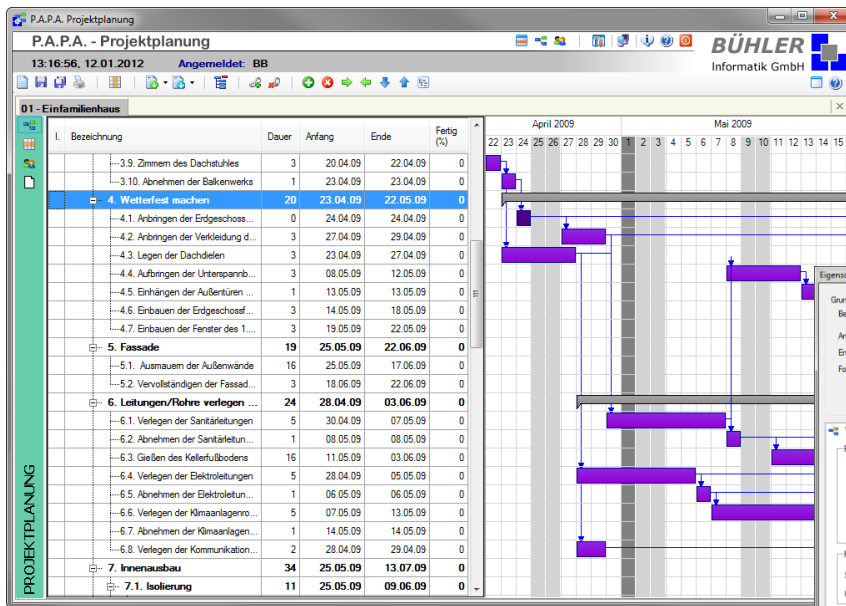 P.A.P.A. Projektplanung
P.A.P.A. - Projektplanung
BÜHLER
Informatik GmbH
13:16:56, 12.01.2012 Angemeldet: BB
01 - Einfamilienhaus
I. Bezeichnung Dauer Anfang Ende Fertig (%)
April 2009 Mai 2009
22 23 24 25 26 27 28 29 30 1 2 3 4 5 6 7 8 9 10 11 12 13 14 15
3.9. Zimmern des Dachstuhles 3 20.04.09 22.04.09 0
3.10. Abnehmen der Balkenwerks 1 23.04.09 23.04.09 0
4. Wetterfest machen 20 23.04.09 22.05.09 0
4.1. Anbringen der Erdgeschoss... 0 24.04.09 24.04.09 0
4.2. Anbringen der Verkleidung d... 3 27.04.09 29.04.09 0
4.3. Legen der Dachdielen 3 23.04.09 27.04.09 0
4.4. Aufbringen der Unterspannb... 3 08.05.09 12.05.09 0
4.5. Einhängen der Außentüren ... 1 13.05.09 13.05.09 0
4.6. Einbauen der Erdgeschossf... 3 14.05.09 18.05.09 0
4.7. Einbauen der Fenster des 1.... 3 19.05.09 22.05.09 0
5. Fassade 19 25.05.09 22.06.09 0
5.1. Ausmauern der Außenwände 16 25.05.09 17.06.09 0
5.2. Vervollständigen der Fassad... 3 18.06.09 22.06.09 0
6. Leitungen/Rohre verlegen ... 24 28.04.09 03.06.09 0
6.1. Verlegen der Sanitärleitungen 5 30.04.09 07.05.09 0
6.2. Abnehmen der Sanitärleitun... 1 08.05.09 08.05.09 0
6.3. Gießen des Kellerfußbodens 16 11.05.09 03.06.09 0
6.4. Verlegen der Elektroleitungen 5 28.04.09 05.05.09 0
6.5. Abnehmen der Elektroleitun... 1 06.05.09 06.05.09 0
6.6. Verlegen der Klimaanlagenro... 5 07.05.09 13.05.09 0
6.7. Abnehmen der Klimaanlagen... 1 14.05.09 14.05.09 0
6.8. Verlegen der Kommunikation... 2 28.04.09 29.04.09 0
7. Innenausbau 34 25.05.09 13.07.09 0
7.1. Isolierung 11 25.05.09 09.06.09 0
PROJEKTPLANUNG
Eigensc
Grun
Be
An
En
Fo